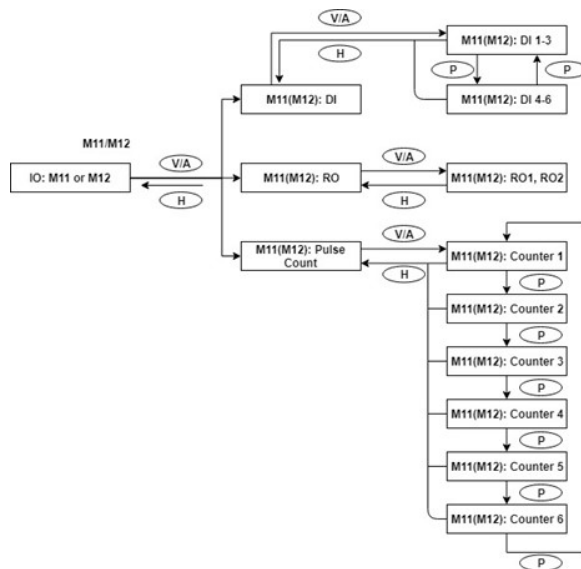 V/A
M11(M12): DI 1-3
H
P
P
M11(M12): DI
M11(M12): DI 4-6
M11/M12
V/A
V/A
IO: M11 or M12
M11(M12): RO
M11(M12): RO1, RO2
H
H
V/A
M11(M12): Pulse
Count
M11(M12): Counter 1
H
P
M11(M12): Counter 2
P
M11(M12): Counter 3
P
M11(M12): Counter 4
P
M11(M12): Counter 5
P
M11(M12): Counter 6
P